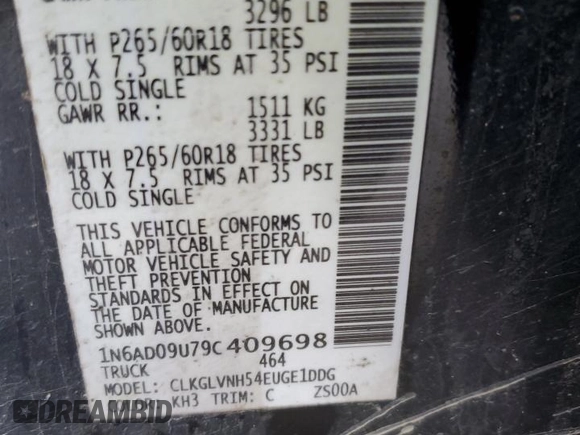 3296 LB
WITH P265/60R18 TIRES
18 X 7.5 RIMS AT 35 PSI
COLD SINGLE
GAWR RR.: 1511 KG
3331 LB
WITH P265/60R18 TIRES
18 X 7.5 RIMS AT 35 PSI
COLD SINGLE
THIS VEHICLE CONFORMS TO
ALL APPLICABLE FEDERAL
MOTOR VEHICLE SAFETY AND
THEFT PREVENTION
STANDARDS IN EFFECT ON
THE DATE OF MANUFACTURE
SHOWN ABOVE.
1N6AD09U79C409698
TRUCK 464
MODEL: CLKGLVNH54EUGE1DDG
KH3 TRIM: C ZS00A
DREAMBID